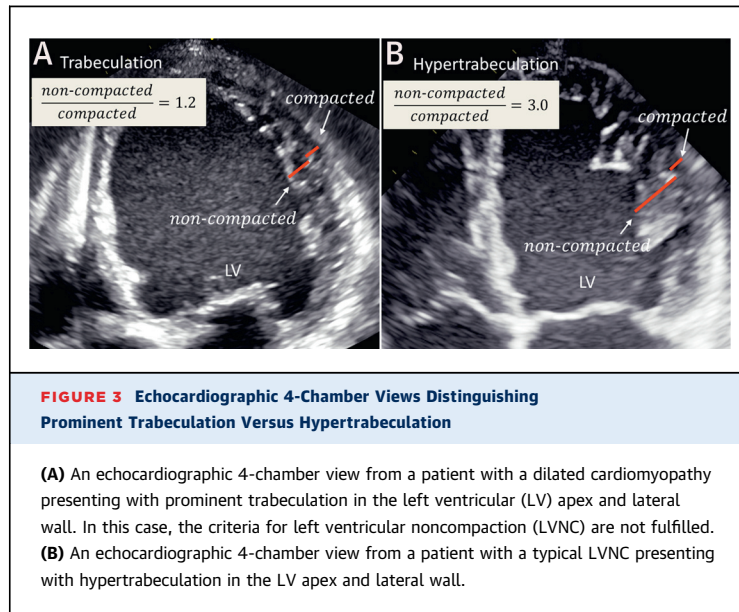 A Trabeculation
non-compacted
compacted
= 1.2
compacted
non-compacted
LV
B Hypertrabeculation
non-compacted
compacted
= 3.0
compacted
non-compacted
LV
FIGURE 3 Echocardiographic 4-Chamber Views Distinguishing
Prominent Trabeculation Versus Hypertrabeculation
(A) An echocardiographic 4-chamber view from a patient with a dilated cardiomyopathy
presenting with prominent trabeculation in the left ventricular (LV) apex and lateral
wall. In this case, the criteria for left ventricular noncompaction (LVNC) are not fulfilled.
(B) An echocardiographic 4-chamber view from a patient with a typical LVNC presenting
with hypertrabeculation in the LV apex and lateral wall.